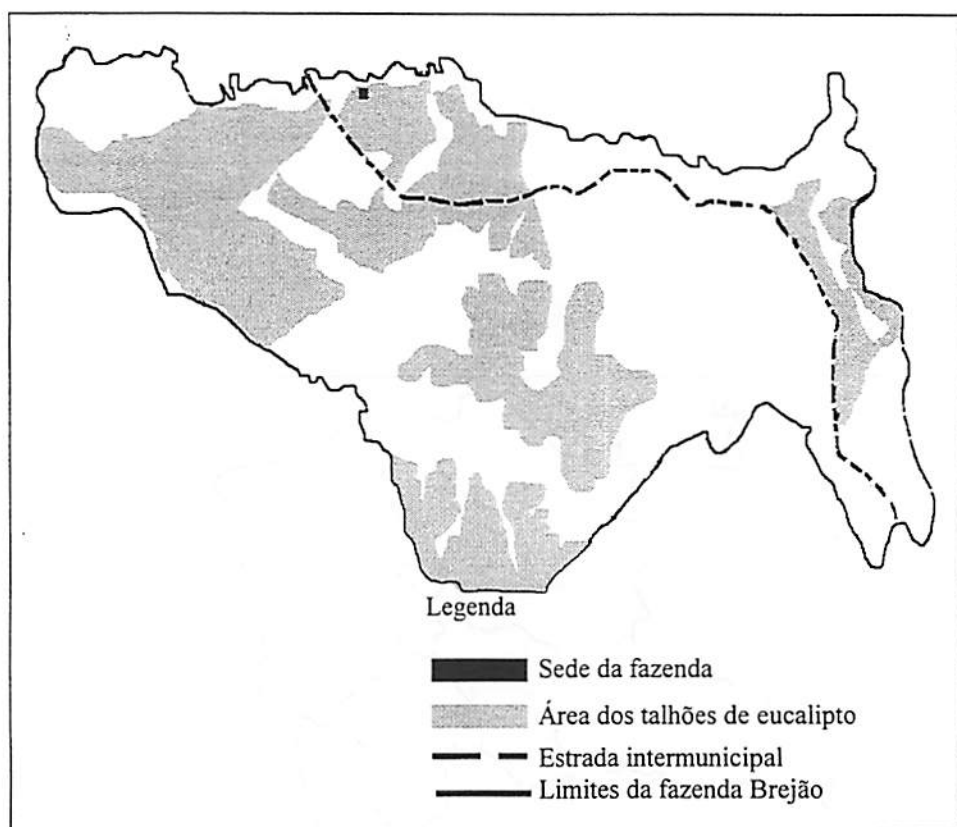 Legenda
Sede da fazenda
Área dos talhões de eucalipto
Estrada intermunicipal
Limites da fazenda Brejão